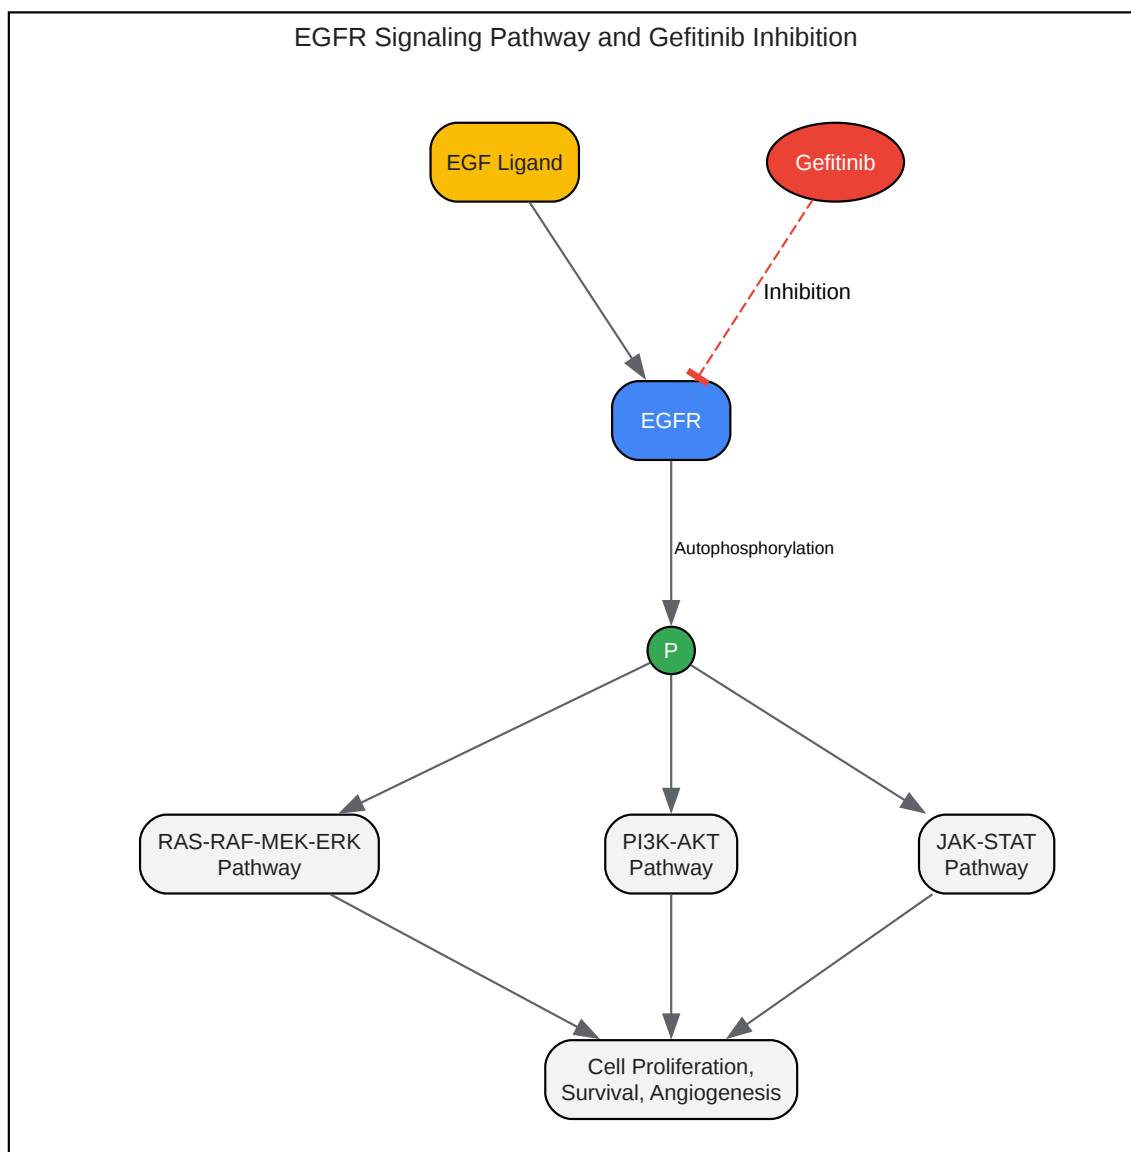 EGFR Signaling Pathway and Gefitinib Inhibition
EGF Ligand
Gefitinib
Inhibition
EGFR
Autophosphorylation
P
RAS-RAF-MEK-ERK
Pathway
PI3K-AKT
Pathway
JAK-STAT
Pathway
Cell Proliferation,
Survival, Angiogenesis